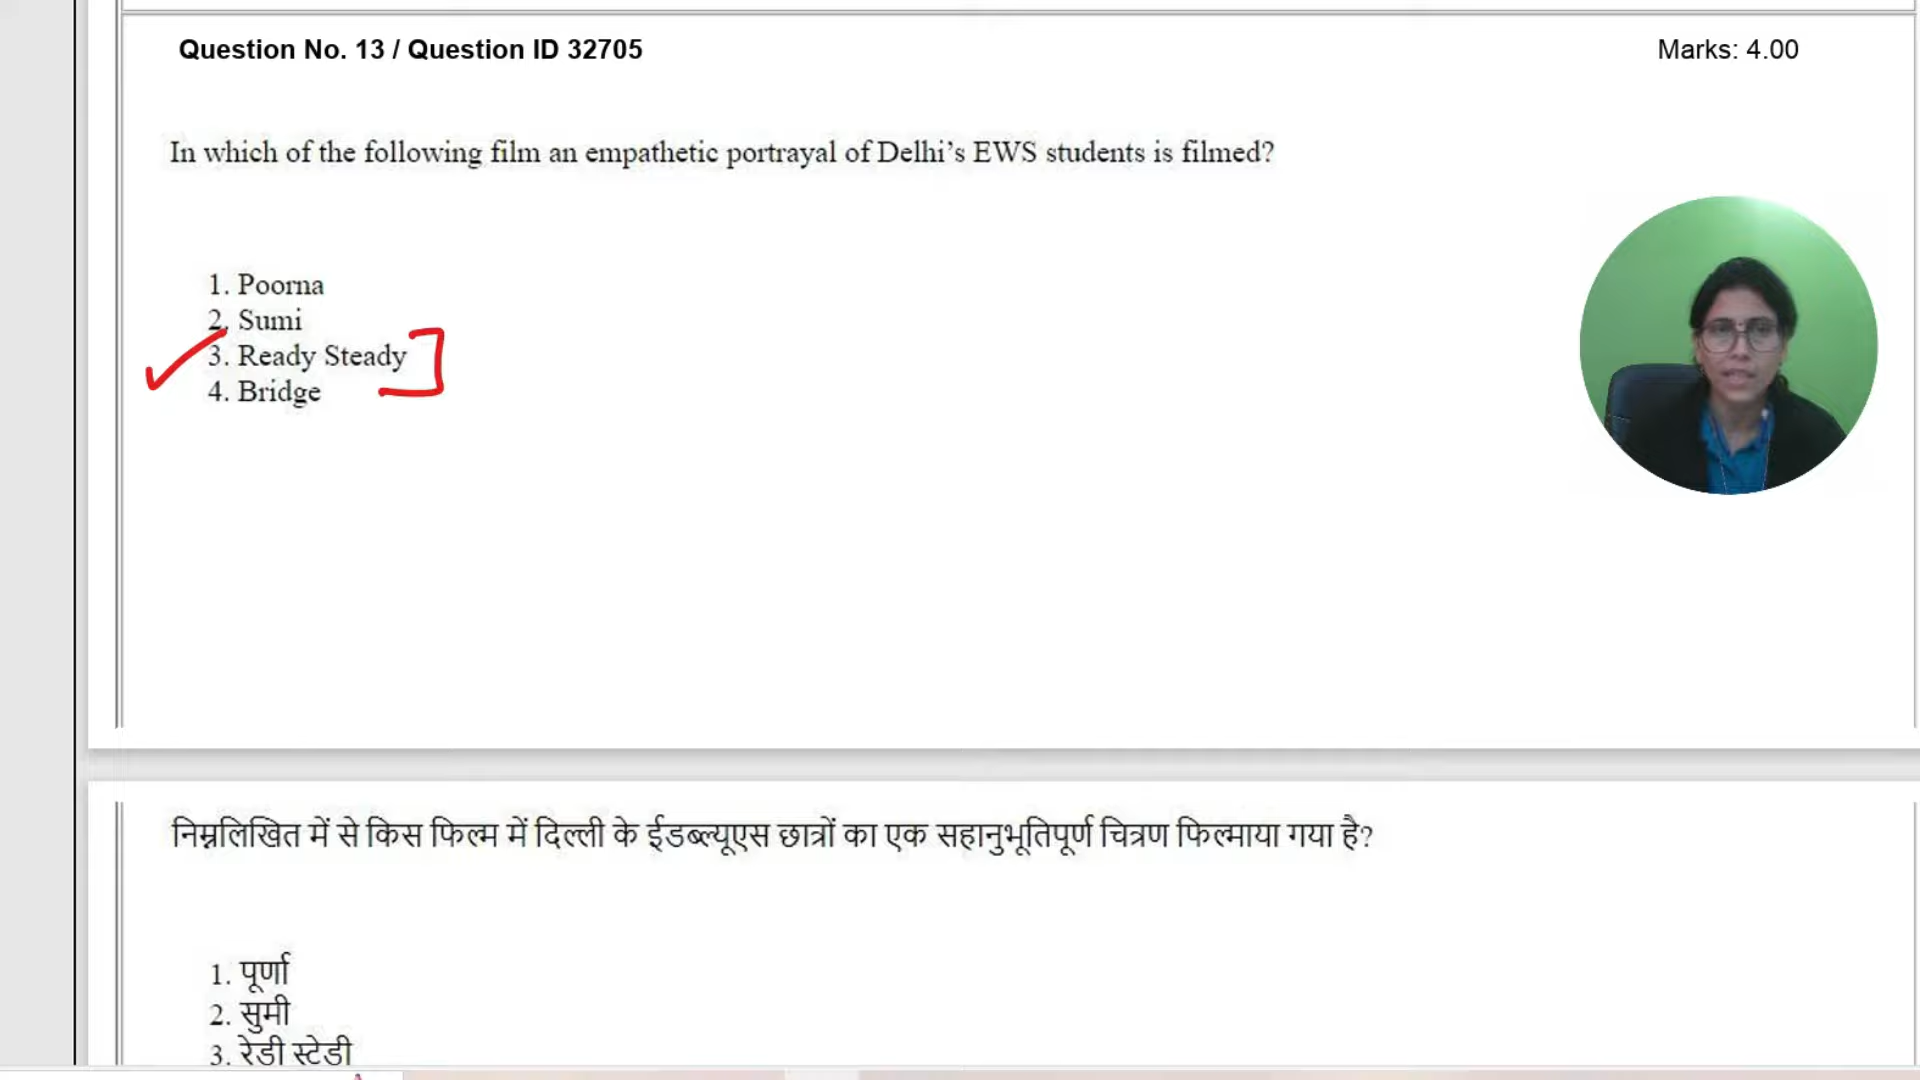 Question No. 13 / Question ID 32705
Marks: 4.00
In which of the following film an empathetic portrayal of Delhi's EWS students is filmed?
1. Poorna
2. Sumi
3. Ready Steady
4. Bridge
निम्नलिखित में से किस फिल्म में दिल्ली के ईडब्ल्यूएस छात्रों का एक सहानुभूतिपूर्ण चित्रण फिल्माया गया है?
1. पूर्णा
2. सुमी
3. रेडी स्टेडी